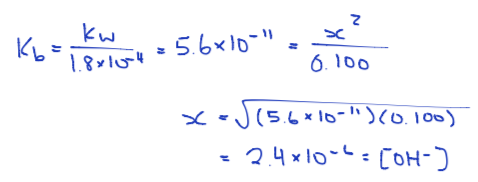 Kb = Kw / 1.8×10⁻⁴ = 5.6×10⁻¹¹ = x² / 0.100
x = √(5.6×10⁻¹¹)(0.100)
= 2.4×10⁻⁶ = [OH-]